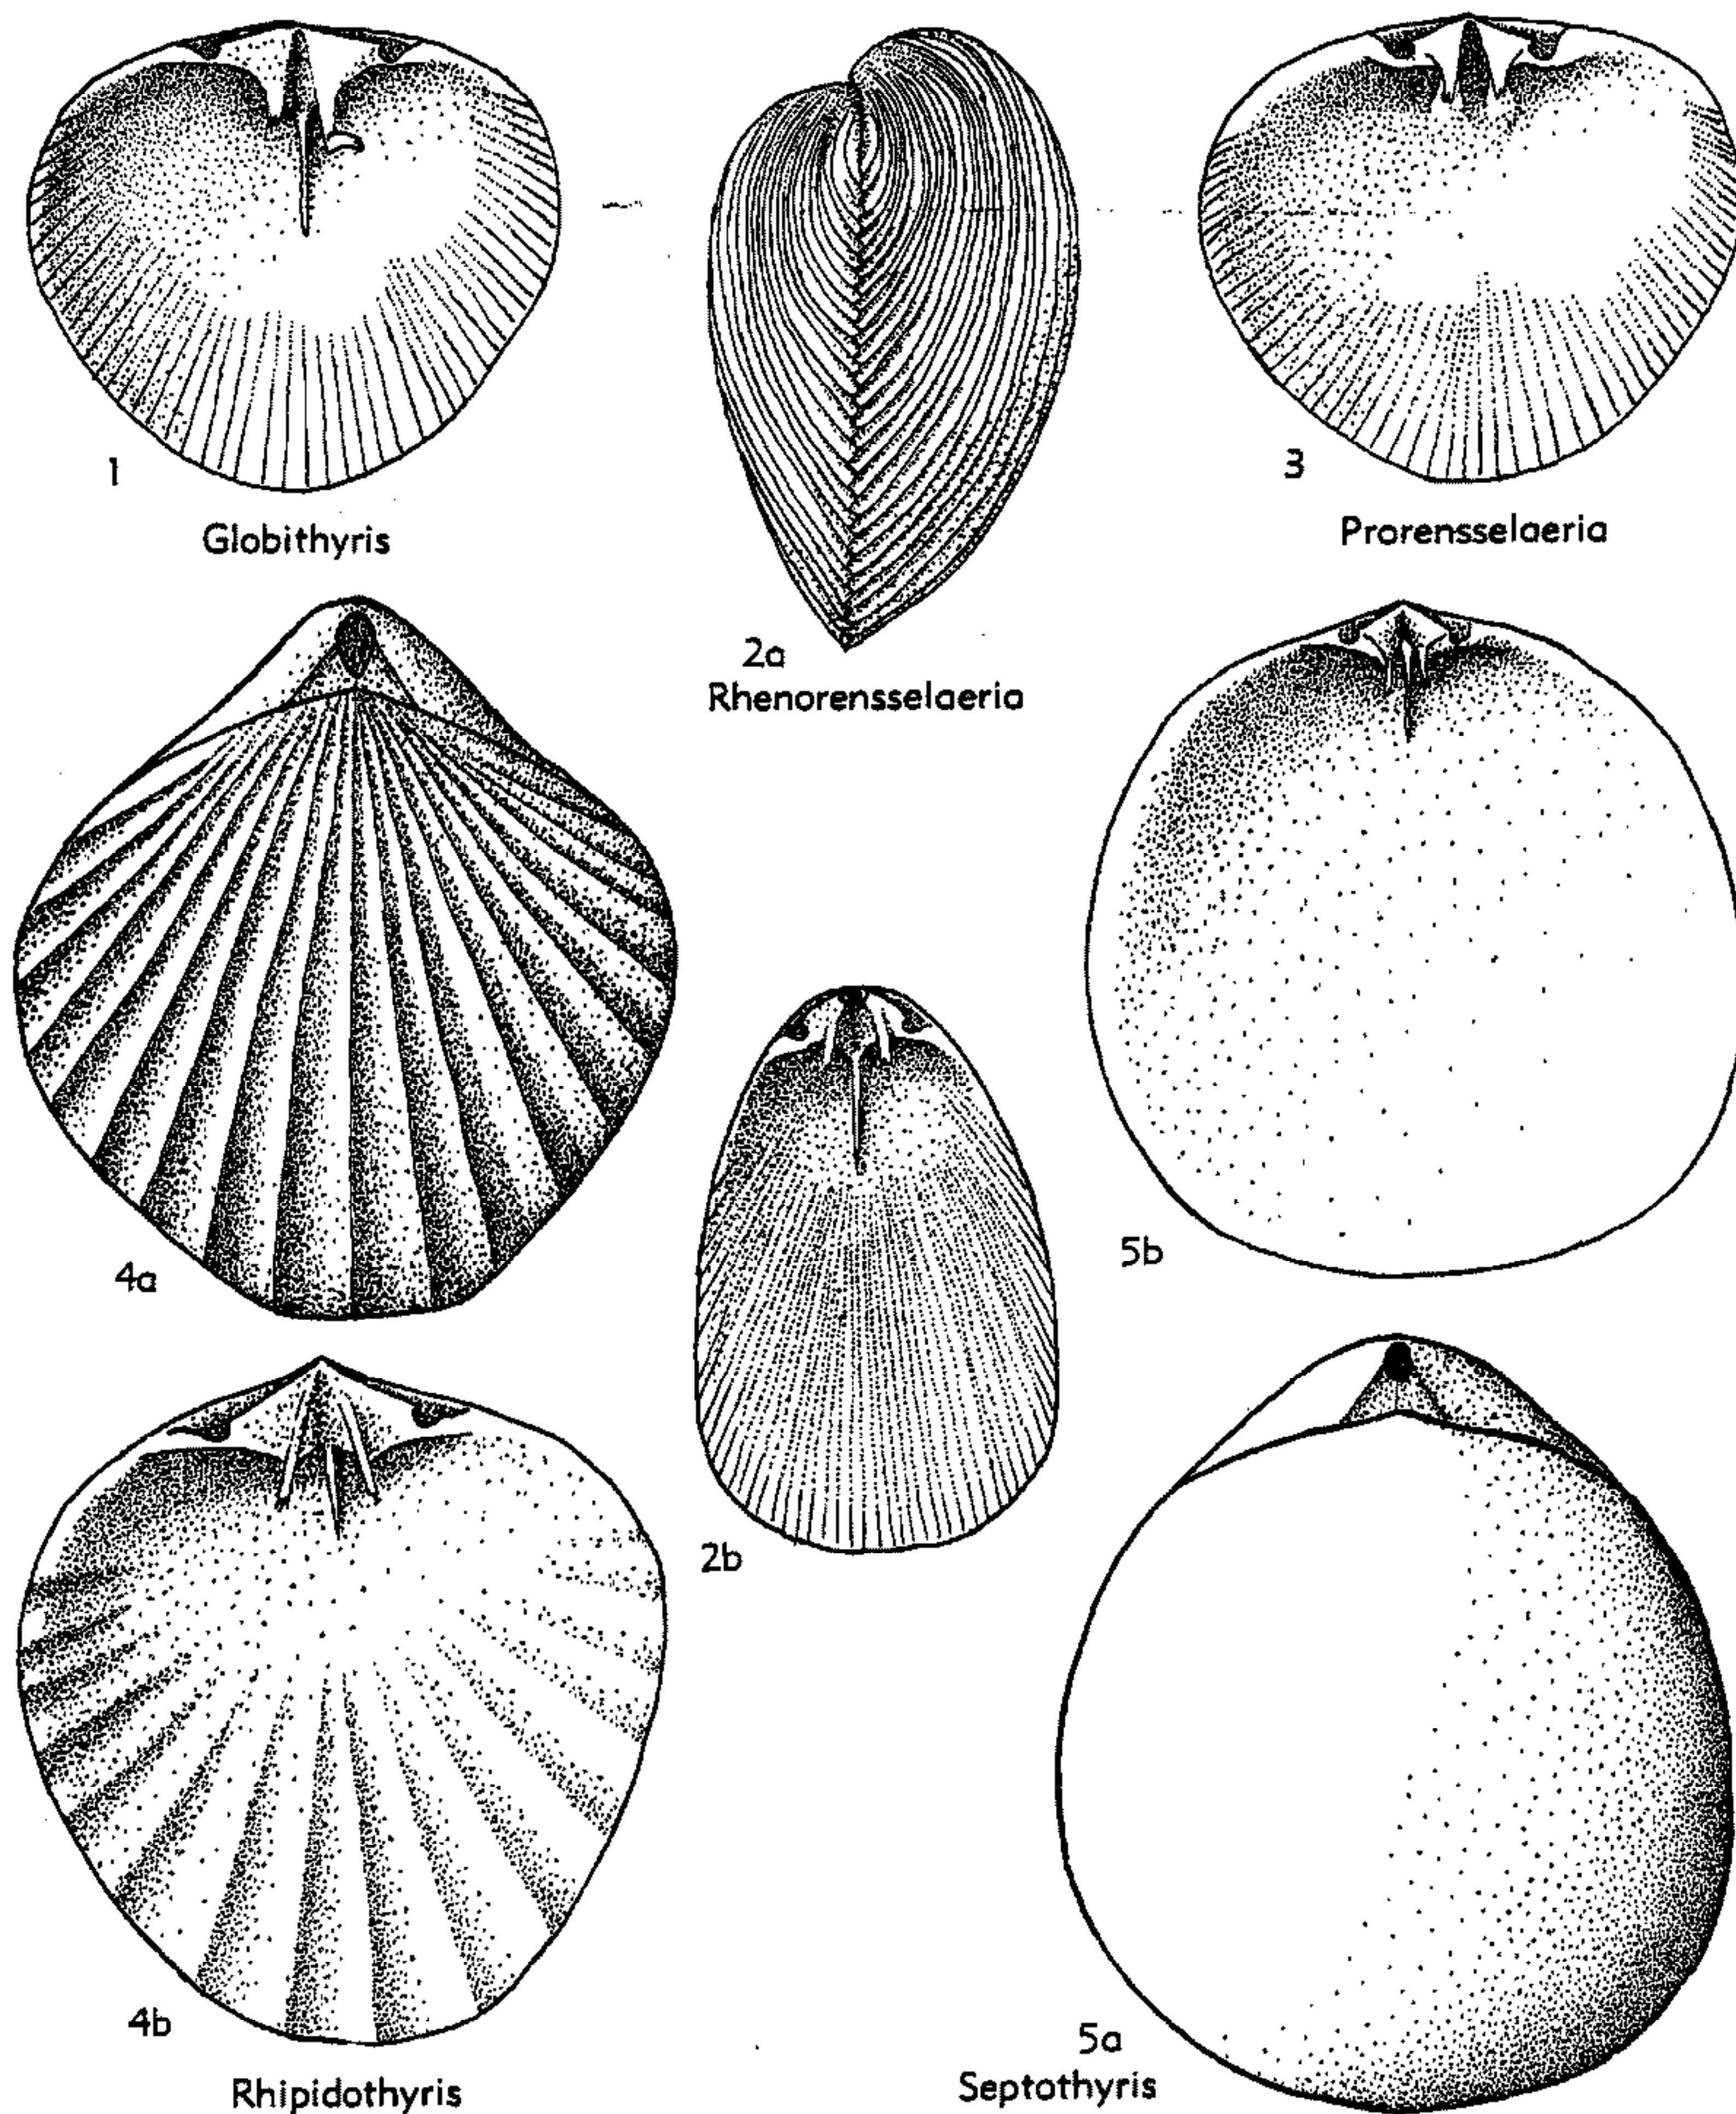 1
Globithyris
2a
Rhenorensselaeria
3
Prorensselaeria
4a
5b
2b
4b
Rhipidothyris
5a
Septothyris